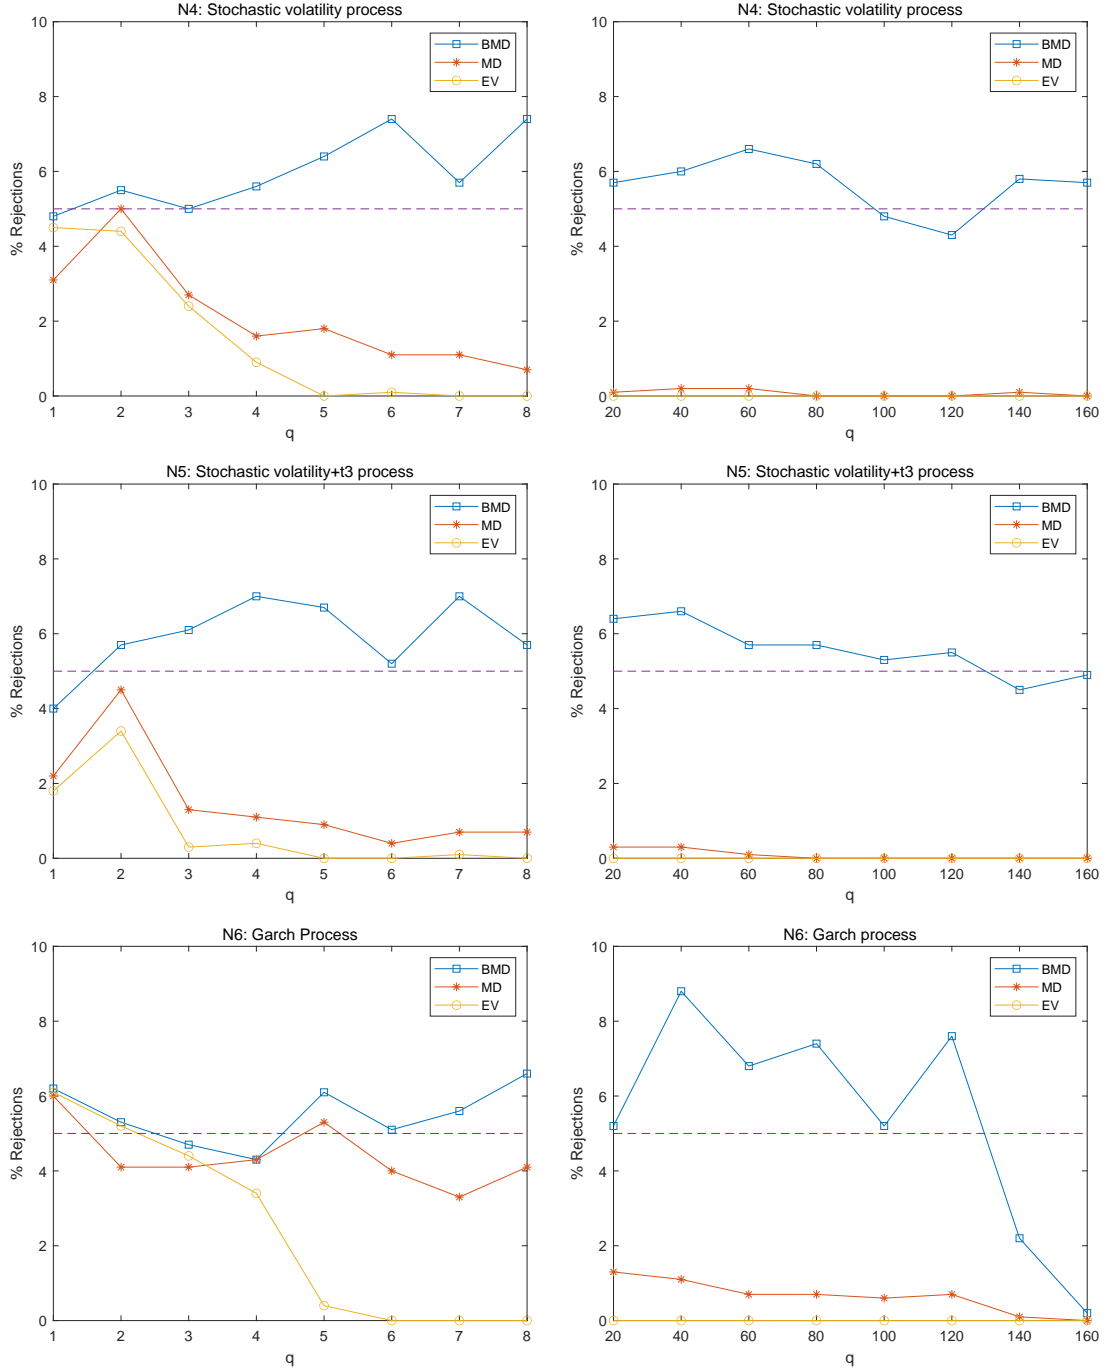 N4: Stochastic volatility process
10
8
6
4
2
0
% Rejections
1 2 3 4 5 6 7 8
q
BMD
MD
EV
N4: Stochastic volatility process
10
8
6
4
2
0
% Rejections
20 40 60 80 100 120 140 160
q
BMD
MD
EV
N5: Stochastic volatility+t3 process
10
8
6
4
2
0
% Rejections
1 2 3 4 5 6 7 8
q
BMD
MD
EV
N5: Stochastic volatility+t3 process
10
8
6
4
2
0
% Rejections
20 40 60 80 100 120 140 160
q
BMD
MD
EV
N6: Garch Process
10
8
6
4
2
0
% Rejections
1 2 3 4 5 6 7 8
q
BMD
MD
EV
N6: Garch process
10
8
6
4
2
0
% Rejections
20 40 60 80 100 120 140 160
q
BMD
MD
EV